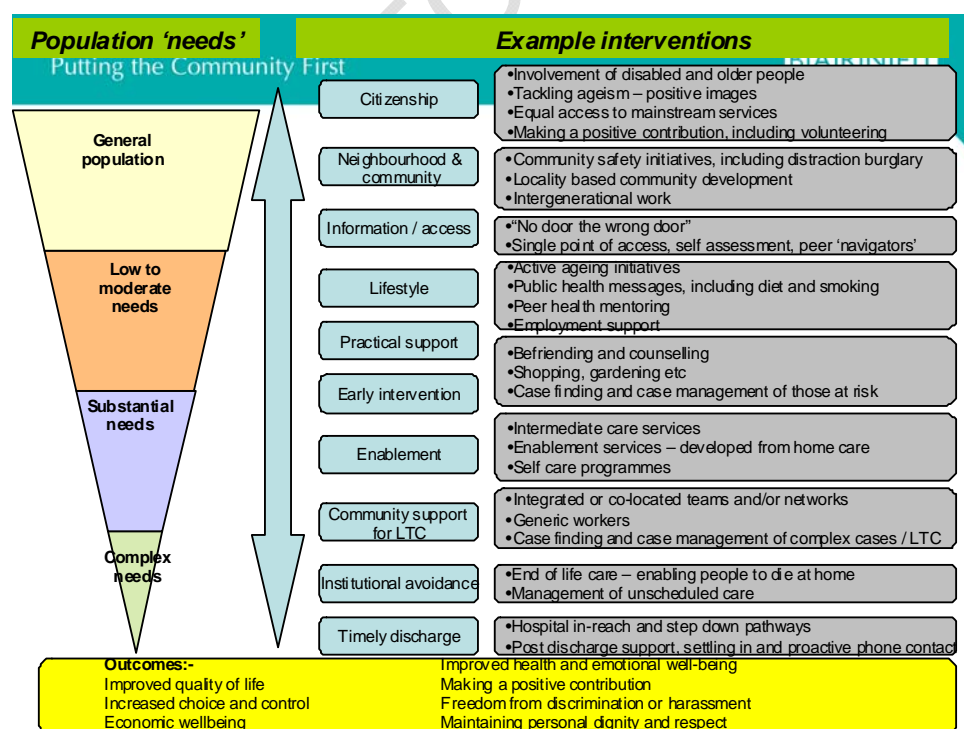 Population ‘needs’
Example interventions
Putting the Community First
General
population
Low to
moderate
needs
Substantial
needs
Complex
needs
Citizenship
•Involvement of disabled and older people
•Tackling ageism – positive images
•Equal access to mainstream services
•Making a positive contribution, including volunteering
Neighbourhood &
community
•Community safety initiatives, including distraction burglary
•Locality based community development
•Intergenerational work
Information / access
•“No door the wrong door”
•Single point of access, self assessment, peer ‘navigators’
Lifestyle
•Active ageing initiatives
•Public health messages, including diet and smoking
•Peer health mentoring
•Employment support
Practical support
Early intervention
•Befriending and counselling
•Shopping, gardening etc
•Case finding and case management of those at risk
Enablement
•Intermediate care services
•Enablement services – developed from home care
•Self care programmes
Community support
for LTC
•Integrated or co-located teams and/or networks
•Generic workers
•Case finding and case management of complex cases / LTC
Institutional avoidance
•End of life care – enabling people to die at home
•Management of unscheduled care
Timely discharge
•Hospital in-reach and step down pathways
•Post discharge support, settling in and proactive phone contact
Outcomes:-
Improved quality of life
Increased choice and control
Economic wellbeing
Improved health and emotional well-being
Making a positive contribution
Freedom from discrimination or harassment
Maintaining personal dignity and respect